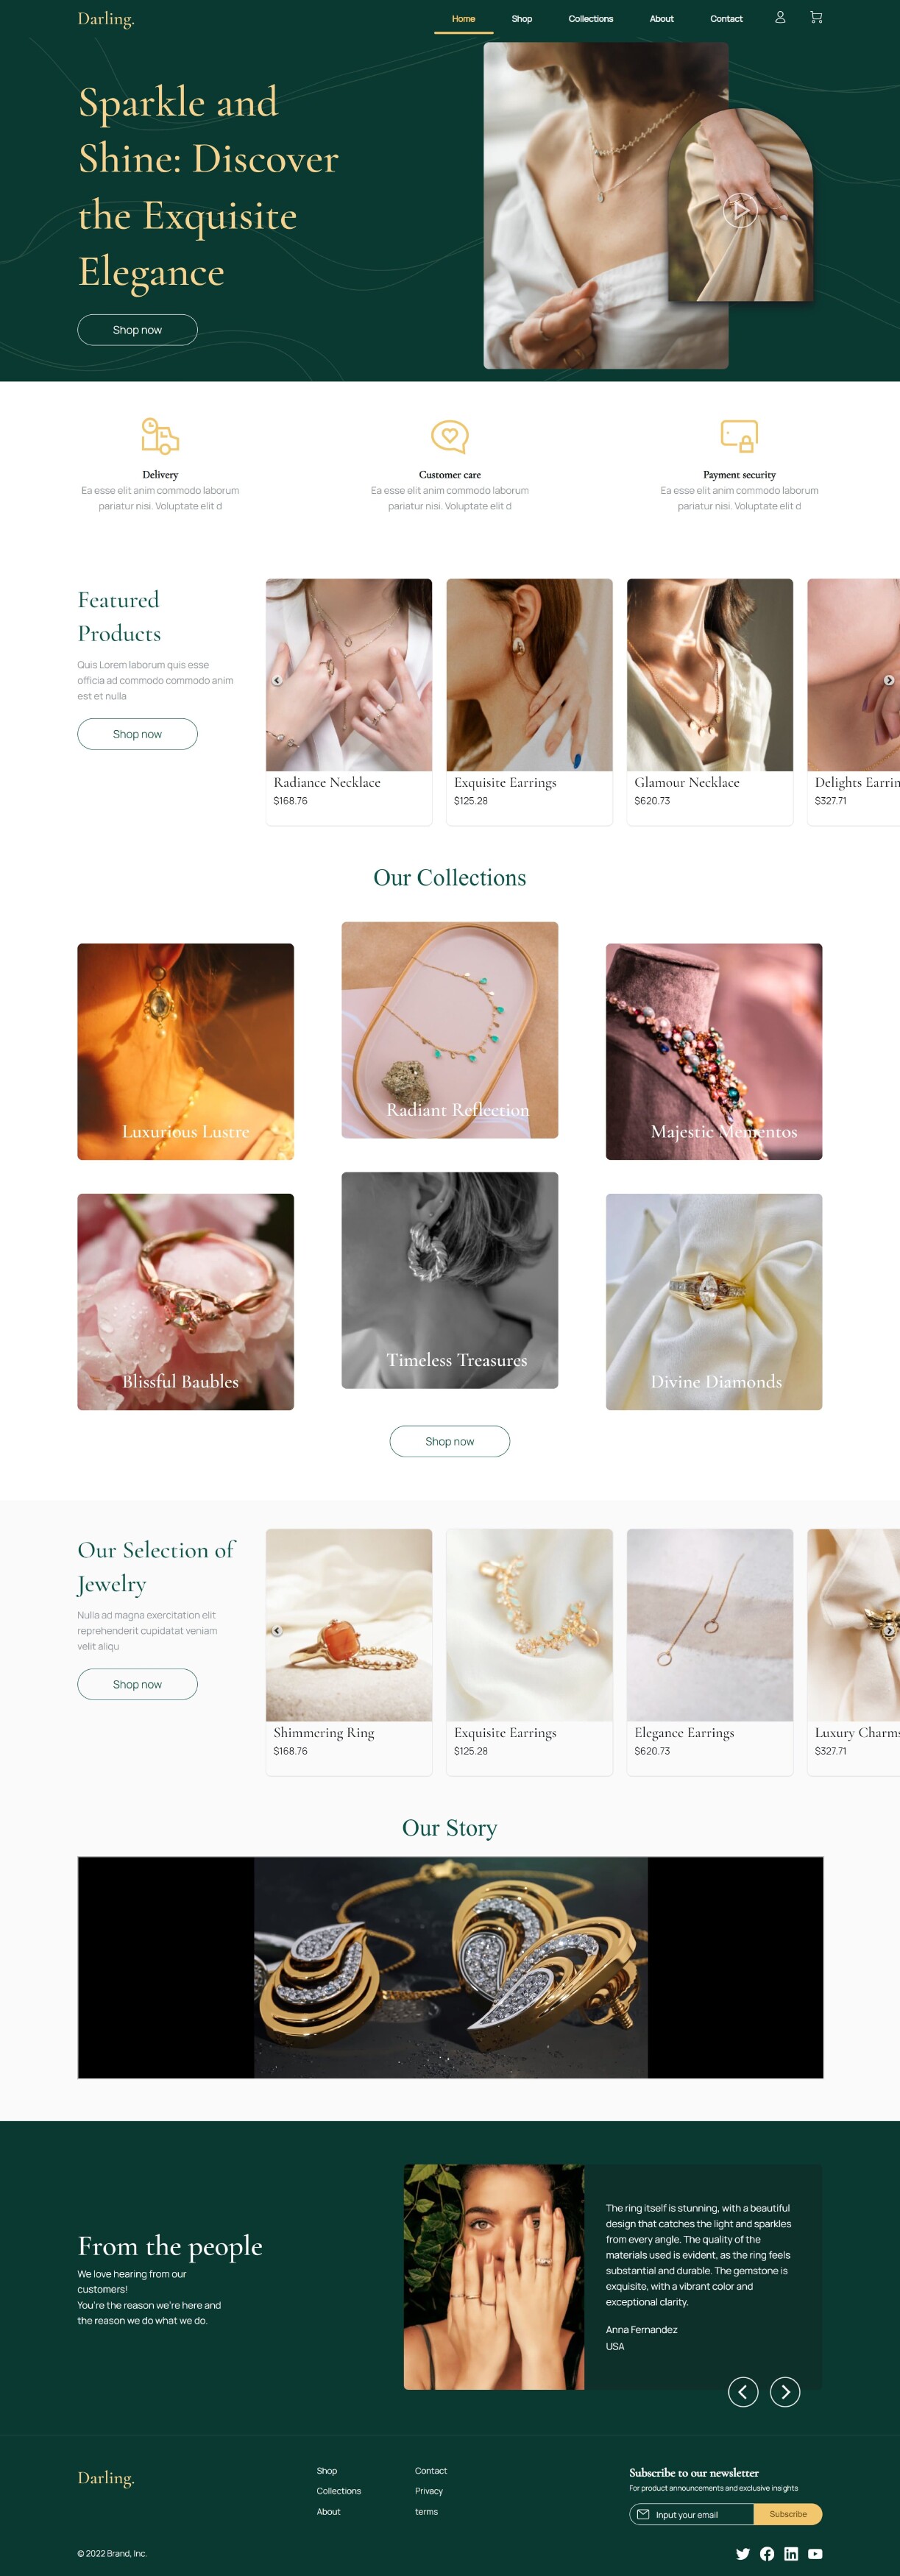 Darling.
Home
Shop
Collections
About
Contact
Sparkle and
Shine: Discover
the Exquisite
Elegance
Shop now
Delivery
Ea esse elit anim commodo laborum
pariatur nisi. Voluptate elit d
Customer care
Ea esse elit anim commodo laborum
pariatur nisi. Voluptate elit d
Payment security
Ea esse elit anim commodo laborum
pariatur nisi. Voluptate elit d
Featured
Products
Quis Lorem laborum quis esse
officia ad commodo commodo anim
est et nulla
Shop now
Radiance Necklace
$168.76
Exquisite Earrings
$125.28
Glamour Necklace
$620.73
Delights Earrin
$327.71
Our Collections
Luxurious Lustre
Radiant Reflection
Majestic Mementos
Blissful Baubles
Timeless Treasures
Divine Diamonds
Shop now
Our Selection of
Jewelry
Nulla ad magna exercitation elit
reprehenderit cupidatat veniam
velit aliqu
Shop now
Shimmering Ring
$168.76
Exquisite Earrings
$125.28
Elegance Earrings
$620.73
Luxury Charms
$327.71
Our Story
From the people
We love hearing from our
customers!
You're the reason we're here and
the reason we do what we do.
The ring itself is stunning, with a beautiful
design that catches the light and sparkles
from every angle. The quality of the
materials used is evident, as the ring feels
substantial and durable. The gemstone is
exquisite, with a vibrant color and
exceptional clarity.
Anna Fernandez
USA
Darling.
Shop
Collections
About
Contact
Privacy
terms
Subscribe to our newsletter
For product announcements and exclusive insights
Input your email
Subscribe
© 2022 Brand, Inc.